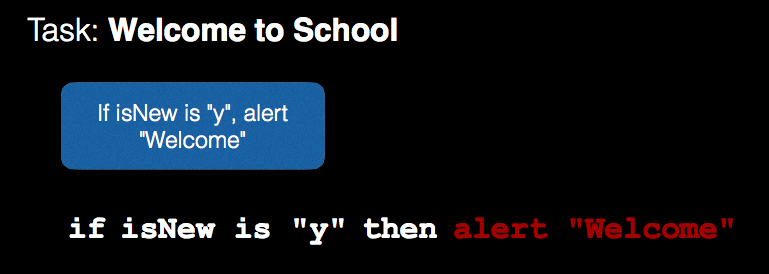 Task: Welcome to School
If isNew is "y", alert
"Welcome"
if isNew is "y" then alert "Welcome"